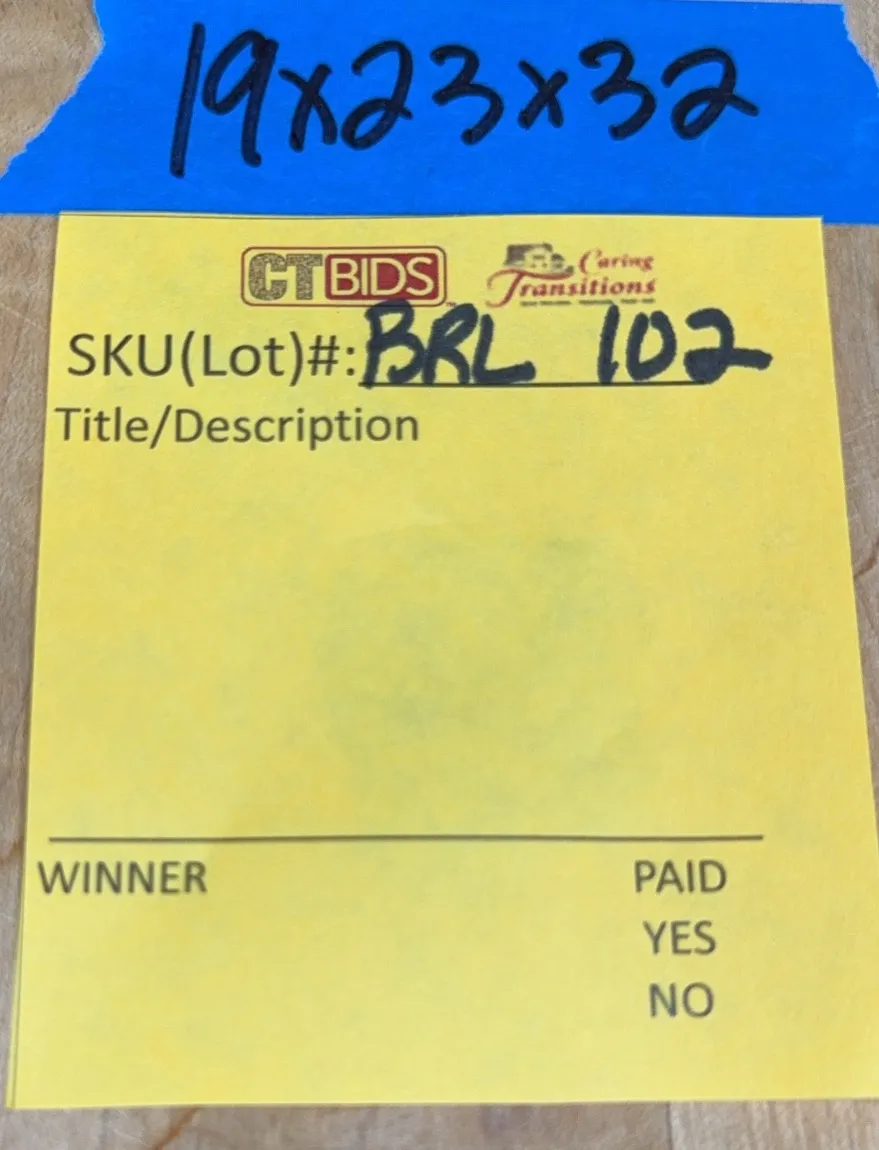 19x23x32
CTBIDS
Caring
Transitions
SKU(Lot)#: BRL 102
Title/Description
WINNER PAID
YES
NO